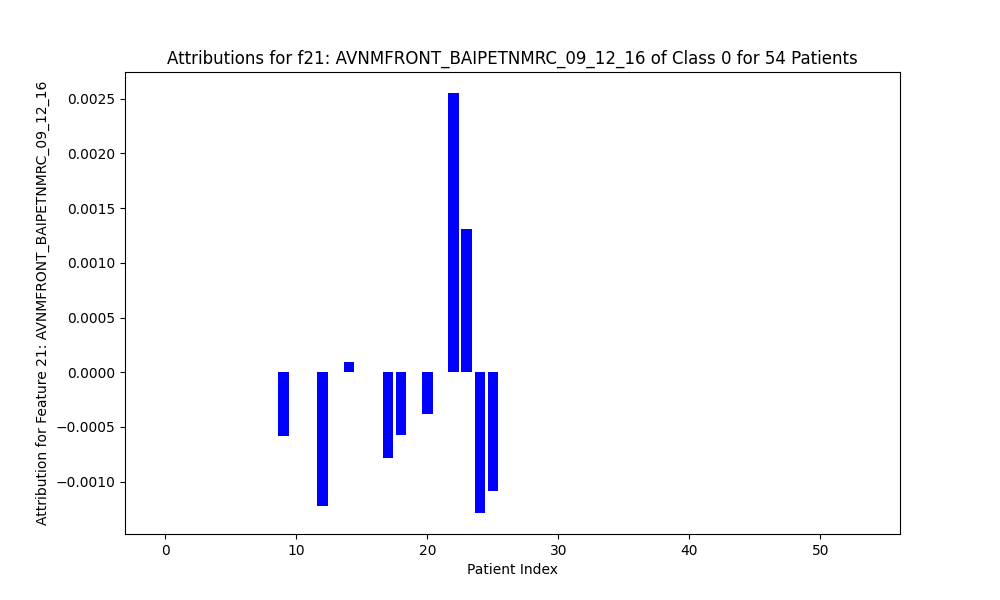 Attributions for f21: AVNMFRONT_BAIPETNMRC_09_12_16 of Class 0 for 54 Patients
Attribution for Feature 21: AVNMFRONT_BAIPETNMRC_09_12_16
0.0025
0.0020
0.0015
0.0010
0.0005
0.0000
−0.0005
−0.0010
0 10 20 30 40 50
Patient Index